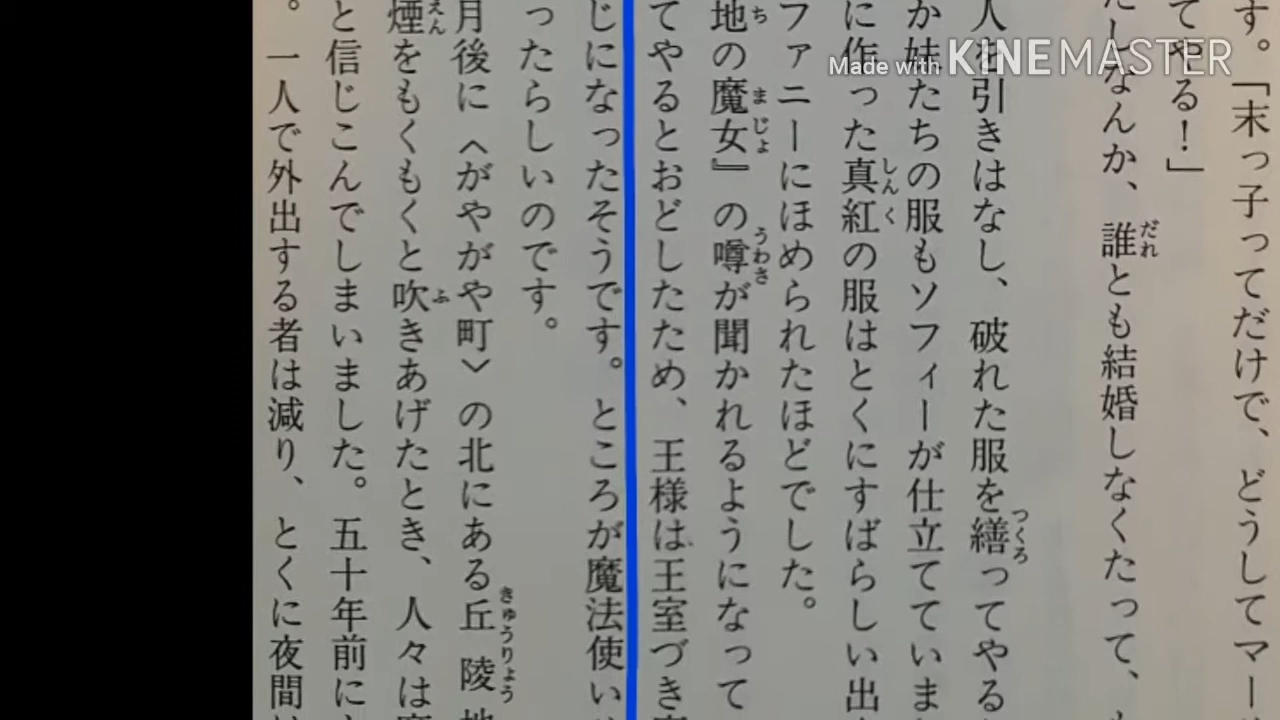 す。「末っ子ってだけで、どうしてマー
てやる！」
たしなんか、誰とも結婚しなくたって、
人を引きはなし、破れた服を繕ってやる
か妹たちの服もソフィーが仕立ててい
に作った真紅の服はとくにすばらしい出
ファニーにほめられたほどでした。
地の魔女』の噂が聞かれるようになって
てやるとおどしたため、王様は王室づき
じになったそうです。ところが魔法使い
ったらしいのです。
月後に〈がやがや町〉の北にある丘陵地
煙をもくもくと吹きあげたとき、人々は
と信じこんでしまいました。五十年前に
。一人で外出する者は減り、とくに夜間
Made with KINEMASTER